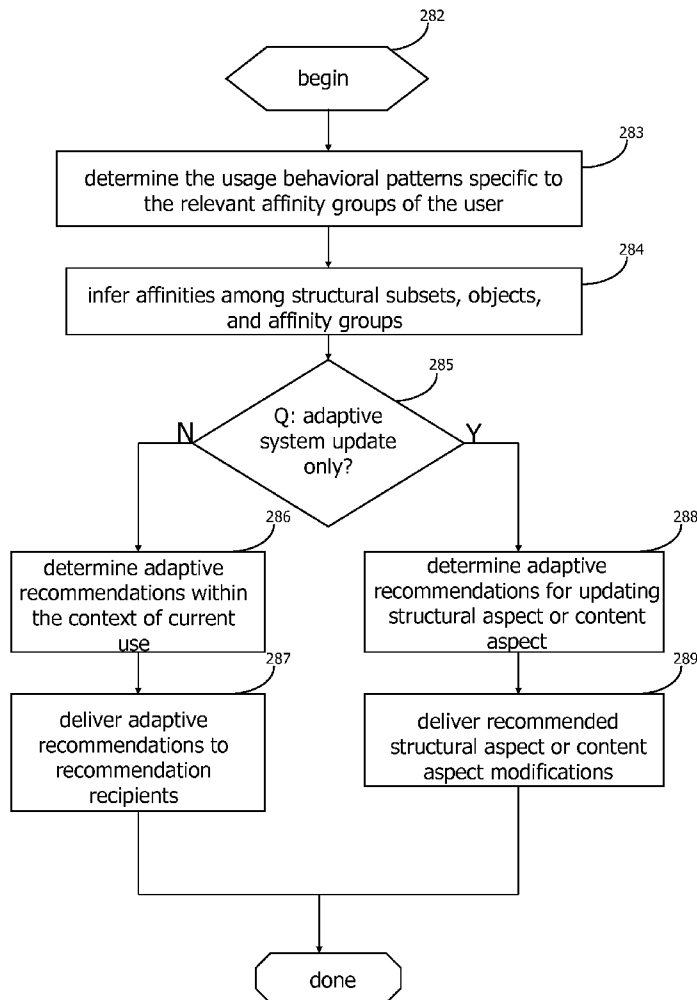 282
begin
283
determine the usage behavioral patterns specific to
the relevant affinity groups of the user
284
infer affinities among structural subsets, objects,
and affinity groups
285
Q: adaptive
system update
only?
N
Y
286
determine adaptive
recommendations within
the context of current
use
288
determine adaptive
recommendations for updating
structural aspect or content
aspect
287
deliver adaptive
recommendations to
recommendation
recipients
289
deliver recommended
structural aspect or content
aspect modifications
done